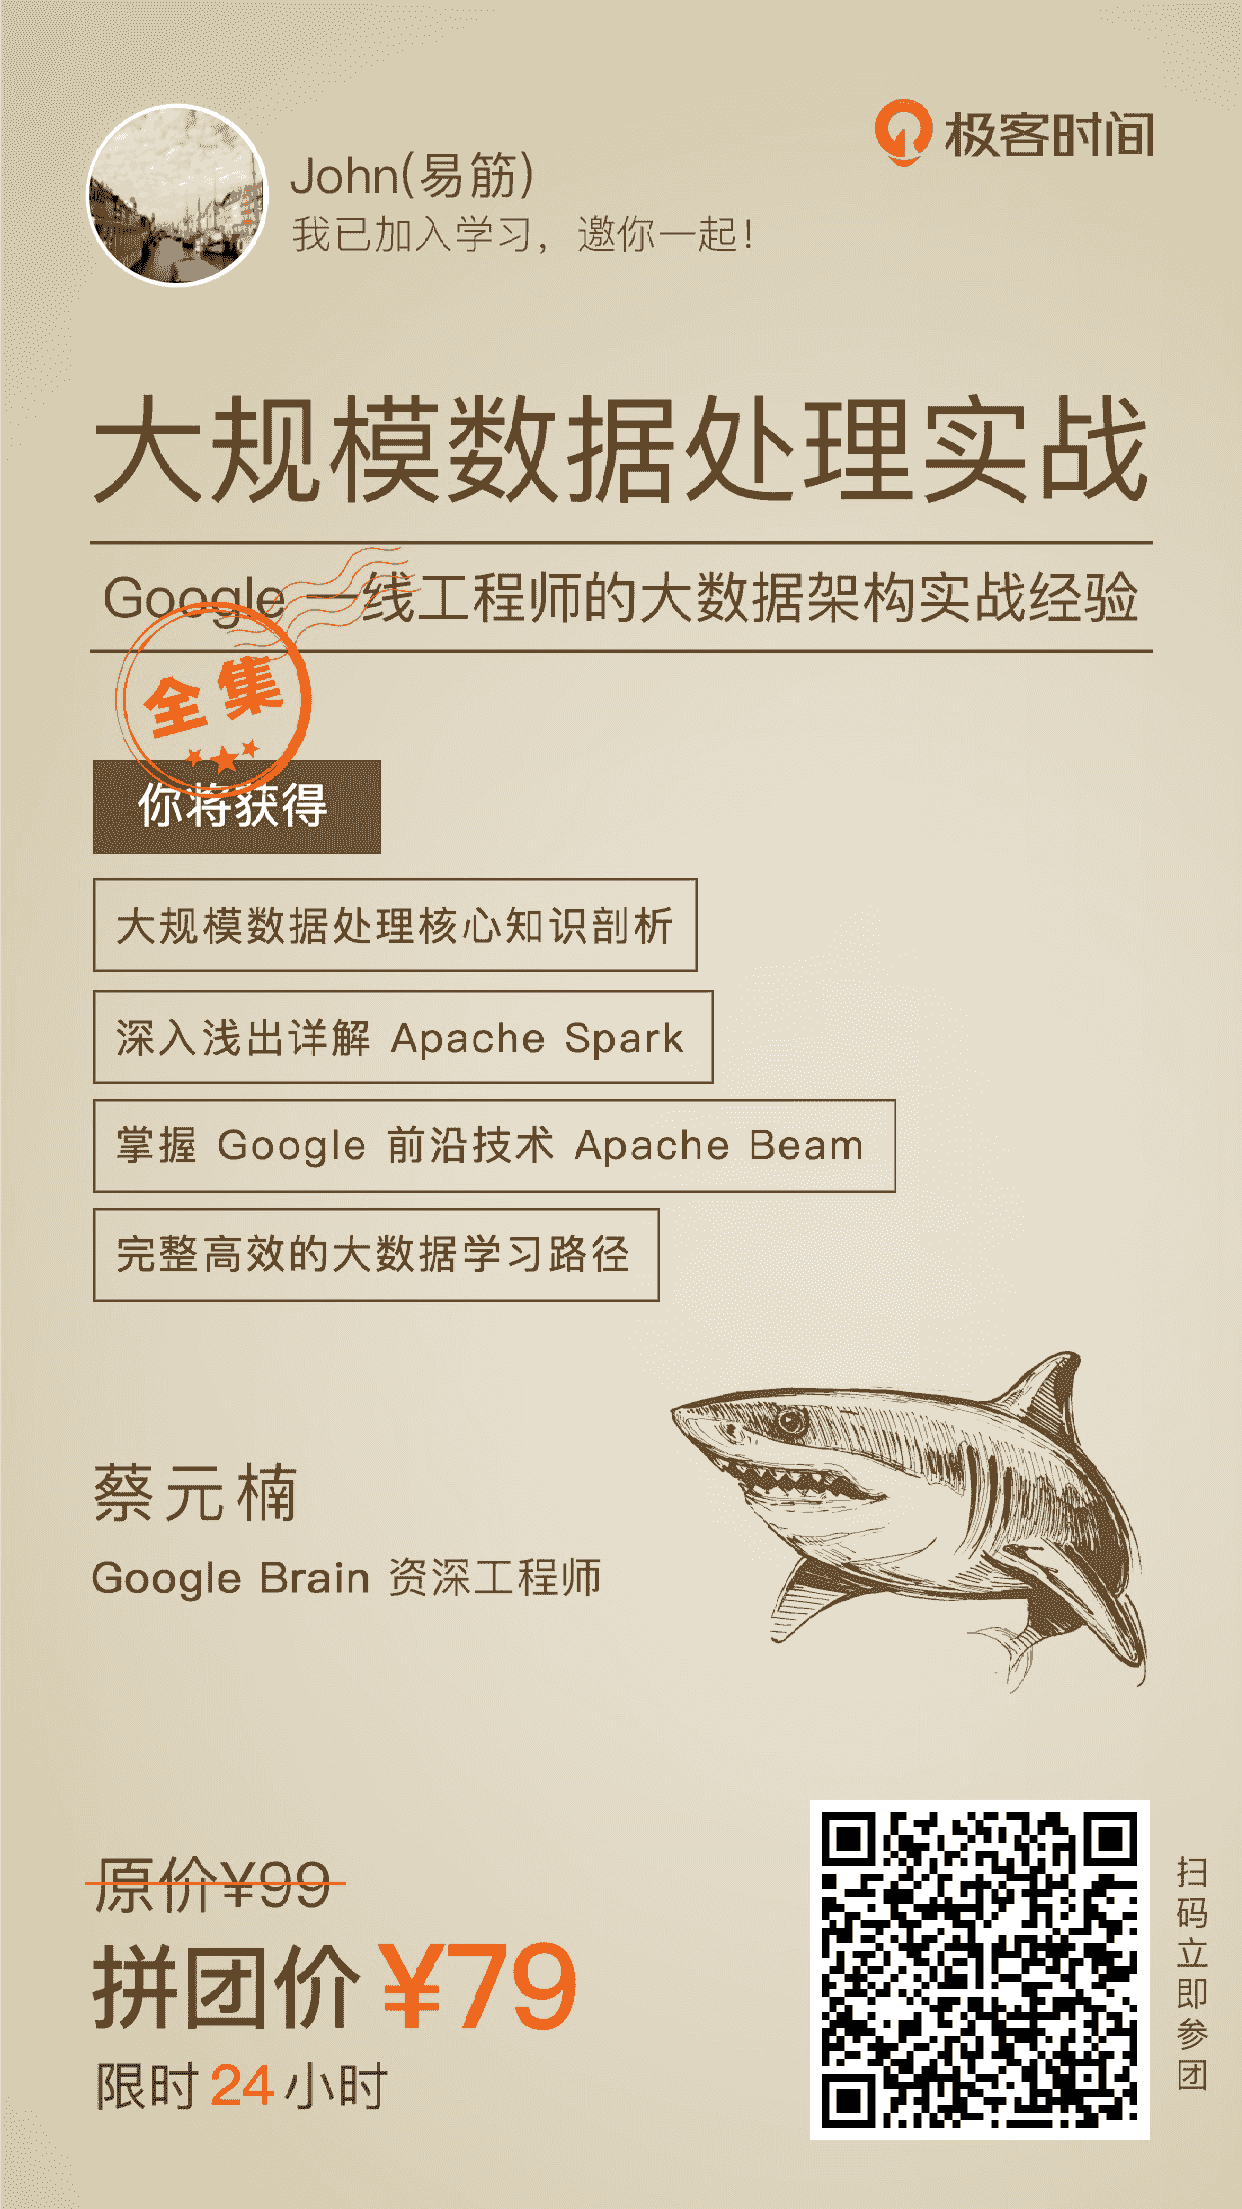 极客时间
John(易筋)
我已加入学习，邀你一起！
大规模数据处理实战
Google 一线工程师的大数据架构实战经验
全集
你将获得
大规模数据处理核心知识剖析
深入浅出详解 Apache Spark
掌握 Google 前沿技术 Apache Beam
完整高效的大数据学习路径
蔡元楠
Google Brain 资深工程师
原价¥99
拼团价 ¥79
限时 24 小时
扫码立即参团